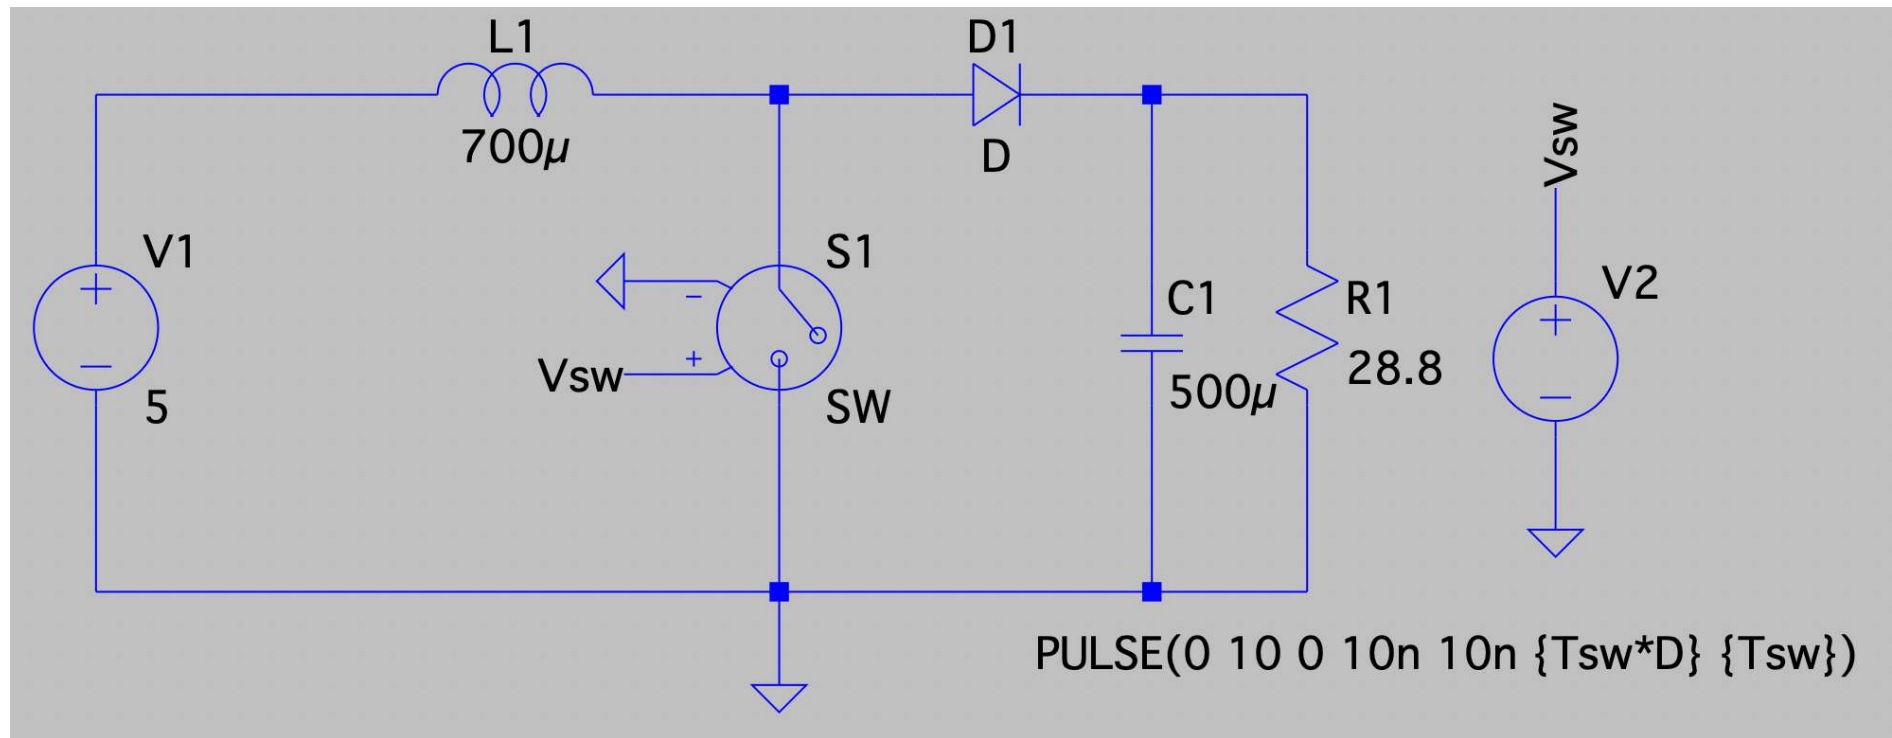 L1
700µ
D1
D
V1
5
S1
SW
Vsw
C1
500µ
R1
28.8
Vsw
V2
PULSE(0 10 0 10n 10n {Tsw*D} {Tsw})